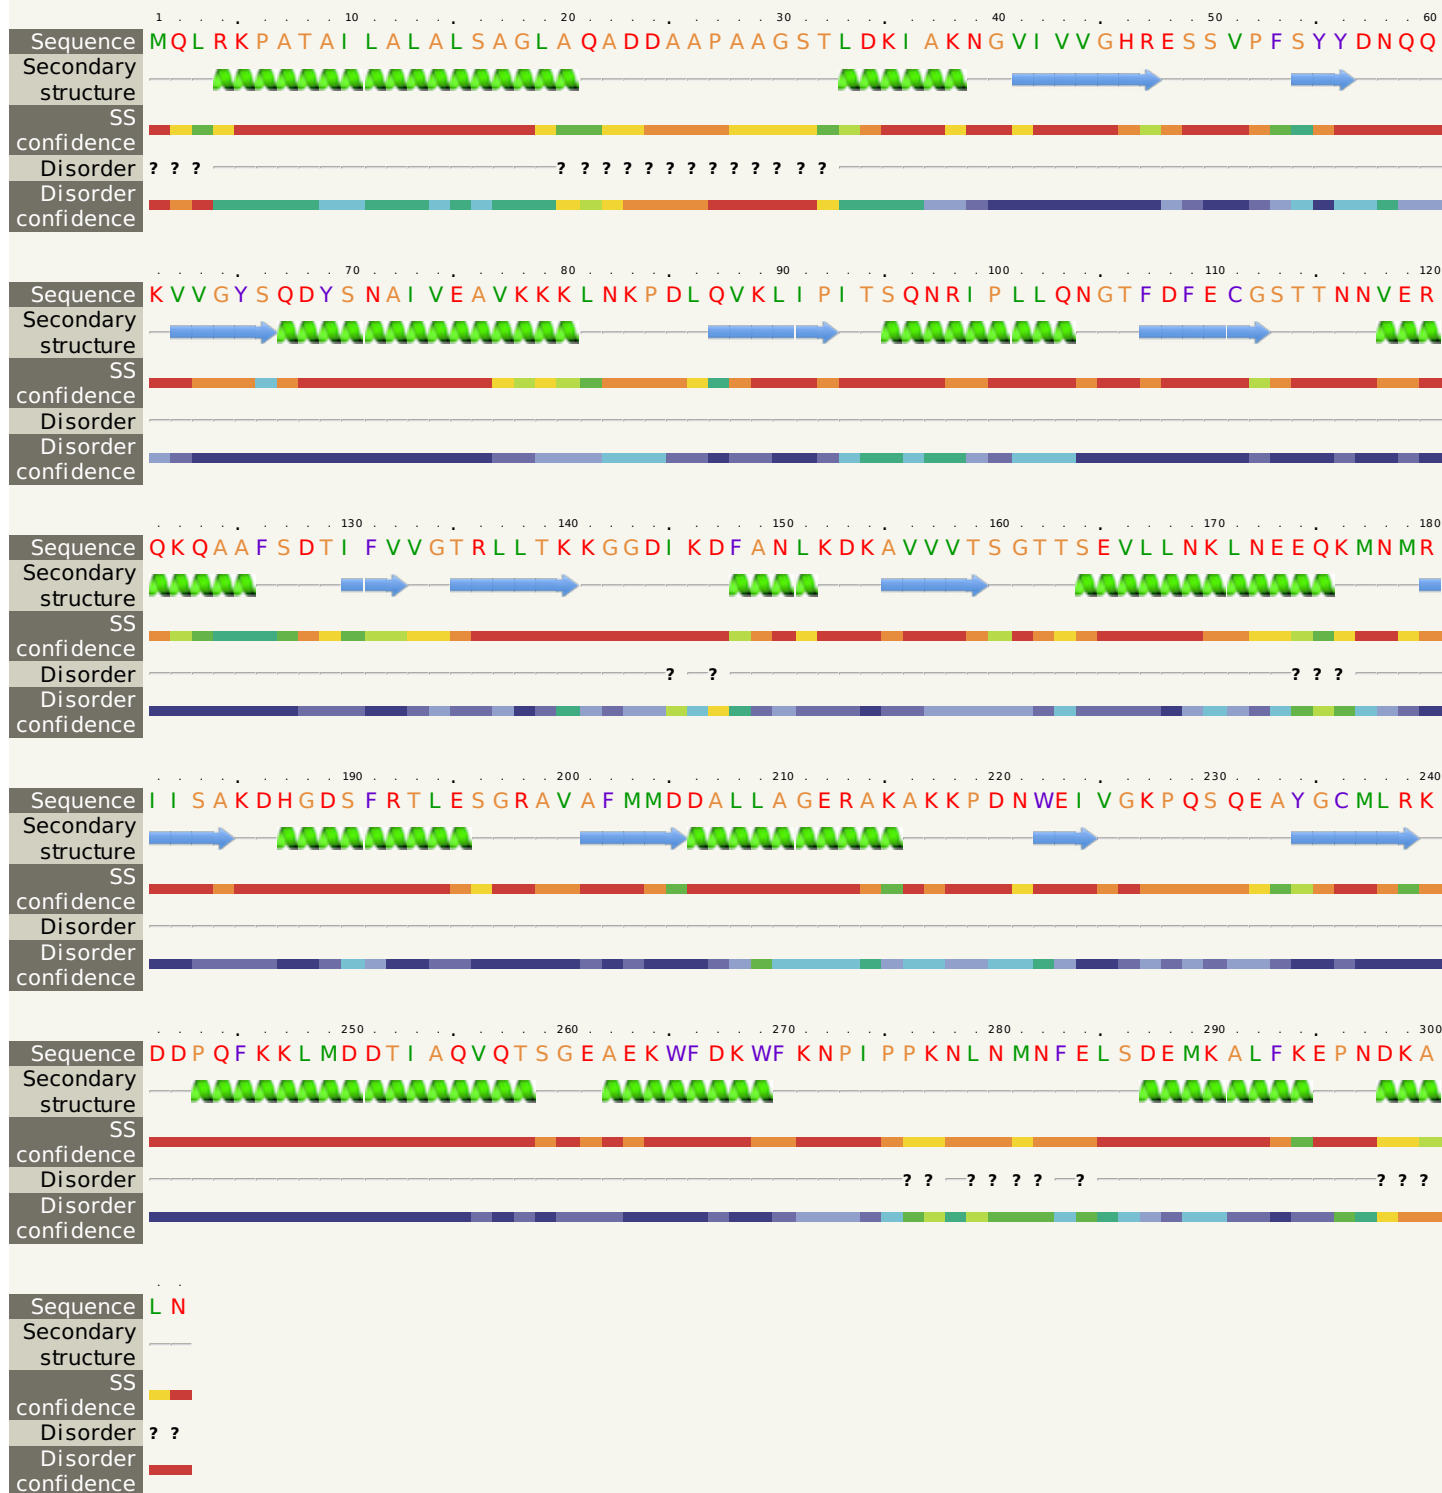 1 10 20 30 40 50 60
Sequence MQLRKPATAILALALSAGLAQADDAAPAAGSTLDKIAKNGVIVVGHRESSVPFSYYDNQQ
Secondary
structure
SS
confidence
Disorder ? ? ? ? ? ? ? ? ? ? ? ? ? ? ? ?
Disorder
confidence
70 80 90 100 110 120
Sequence KVVGYSQDYSNAIVEAVKKKLNKPDLQVKLIPITSQNRIPLLQNGTFDFECGSTTNNVER
Secondary
structure
SS
confidence
Disorder
Disorder
confidence
130 140 150 160 170 180
Sequence QKQAAFSDTIFVVGTRLLTKKGGDIKDFANLKDKAVVVTSGTTSEVLLNKLNEEQKMNMR
Secondary
structure
SS
confidence
Disorder ? ? ? ? ?
Disorder
confidence
190 200 210 220 230 240
Sequence IISAKDHGDSFRTLESGRAVAFMMDDALLAGERAKAKKPDNWEIVGKPQSQEAYGCMLRK
Secondary
structure
SS
confidence
Disorder
Disorder
confidence
250 260 270 280 290 300
Sequence DDPQFKKLMDDTIAQVQTSGEAEKWFDKWFKNPIPPKNLNMNFELSDEMKALFKEPNDKA
Secondary
structure
SS
confidence
Disorder ? ? ? ? ? ? ? ? ? ?
Disorder
confidence
Sequence LN
Secondary
structure
SS
confidence
Disorder ? ?
Disorder
confidence